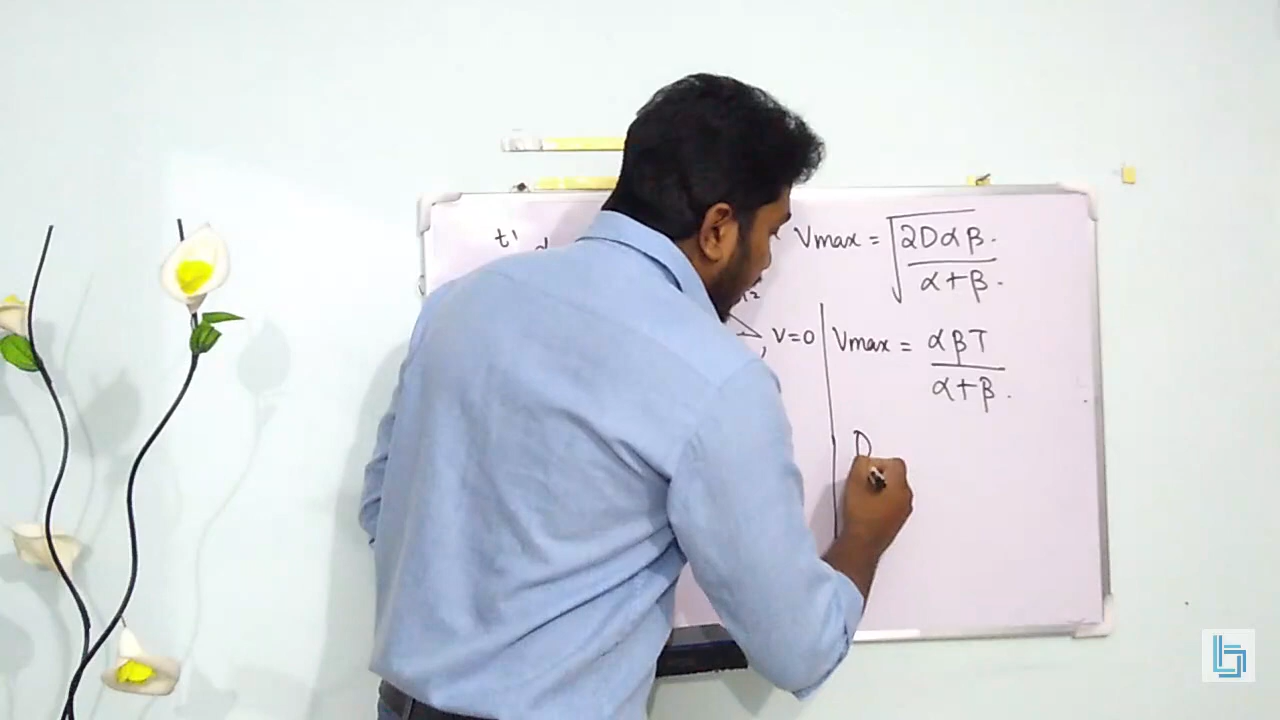 t'
Vmax = √2Dαβ.
α+β.
V=0
Vmax = αβT
α+β.
D